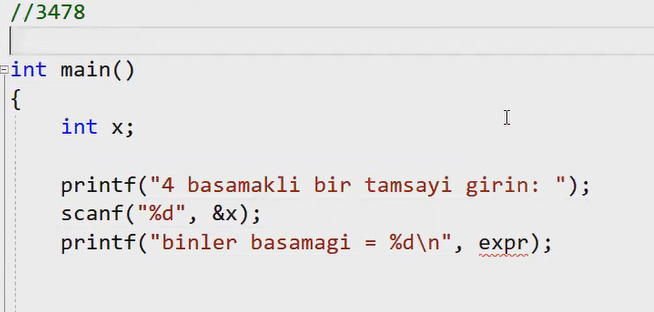 //3478
int main()
{
int x;
printf("4 basamakli bir tamsayi girin: ");
scanf("%d", &x);
printf("binler basamagi = %d\n", expr);